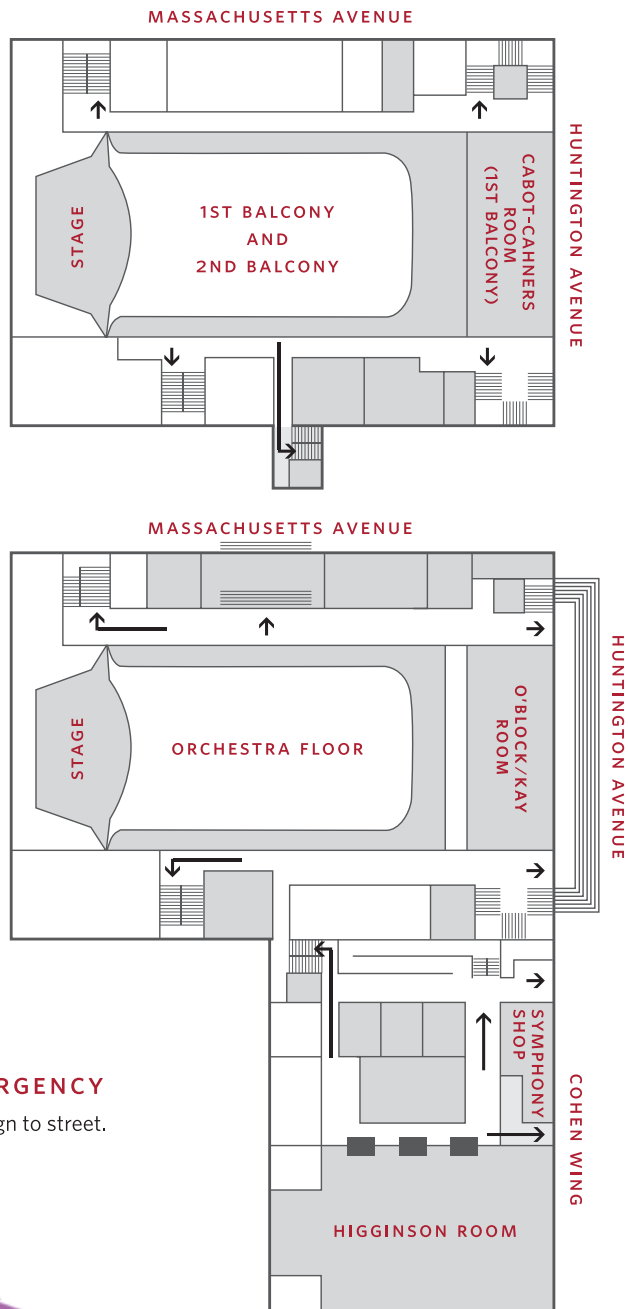 MASSACHUSETTS AVENUE
HUNTINGTON AVENUE
STAGE
1ST BALCONY
AND
2ND BALCONY
CABOT-CAHNERS
ROOM
(1ST BALCONY)
MASSACHUSETTS AVENUE
HUNTINGTON AVENUE
STAGE
ORCHESTRA FLOOR
O'BLOCK/KAY
ROOM
SYMPHONY
SHOP
COHEN WING
RGENCY
gn to street.
HIGGINSON ROOM